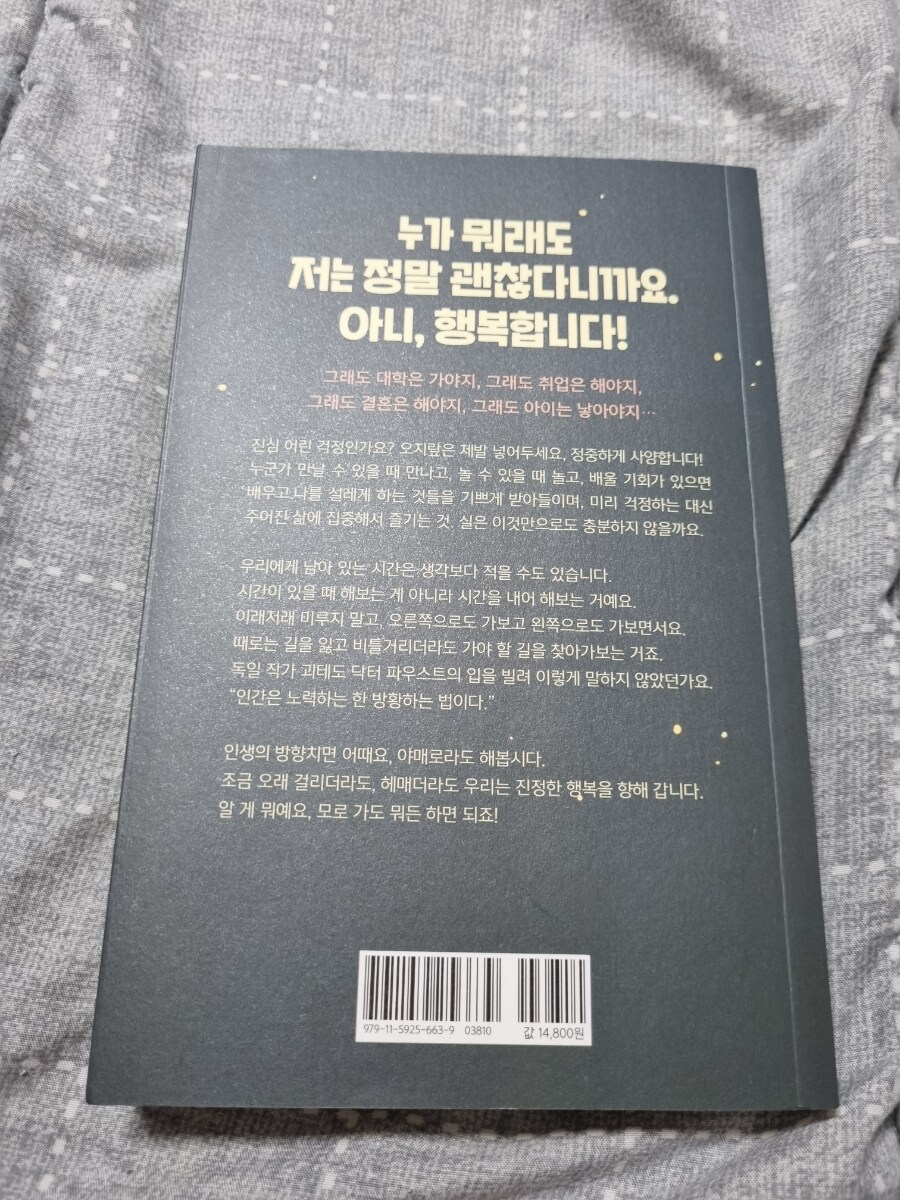 누가 뭐래도
저는 정말 괜찮다니까요.
아니, 행복합니다!
그래도 대학은 가야지, 그래도 취업은 해야지,
그래도 결혼은 해야지, 그래도 아이는 낳아야지…
진심 어린 걱정인가요? 오지랖은 제발 넣어두세요, 정중하게 사양합니다!
누군가 만날 수 있을 때 만나고, 놀 수 있을 때 놀고, 배울 기회가 있으면
배우고.나를 설레게 하는 것들을 기쁘게 받아들이며, 미리 걱정하는 대신
주어진 삶에 집중해서 즐기는 것, 실은 이것만으로도 충분하지 않을까요.
우리에게 남아 있는 시간은 생각보다 적을 수도 있습니다.
시간이 있을 때 해보는 게 아니라 시간을 내어 해보는 거예요.
이래저래 미루지 말고, 오른쪽으로도 가보고 왼쪽으로도 가보면서요.
때로는 길을 잃고 비틀거리더라도 가야 할 길을 찾아가보는 거죠.
독일 작가 괴테도 닥터 파우스트의 입을 빌려 이렇게 말하지 않았던가요.
“인간은 노력하는 한 방황하는 법이다.”
인생의 방향치면 어때요, 야매로라도 해봅시다.
조금 오래 걸리더라도, 헤매더라도 우리는 진정한 행복을 향해 갑니다.
알 게 뭐예요, 모로 가도 뭐든 하면 되죠!
979-11-5925-663-9 03810
값 14,800원